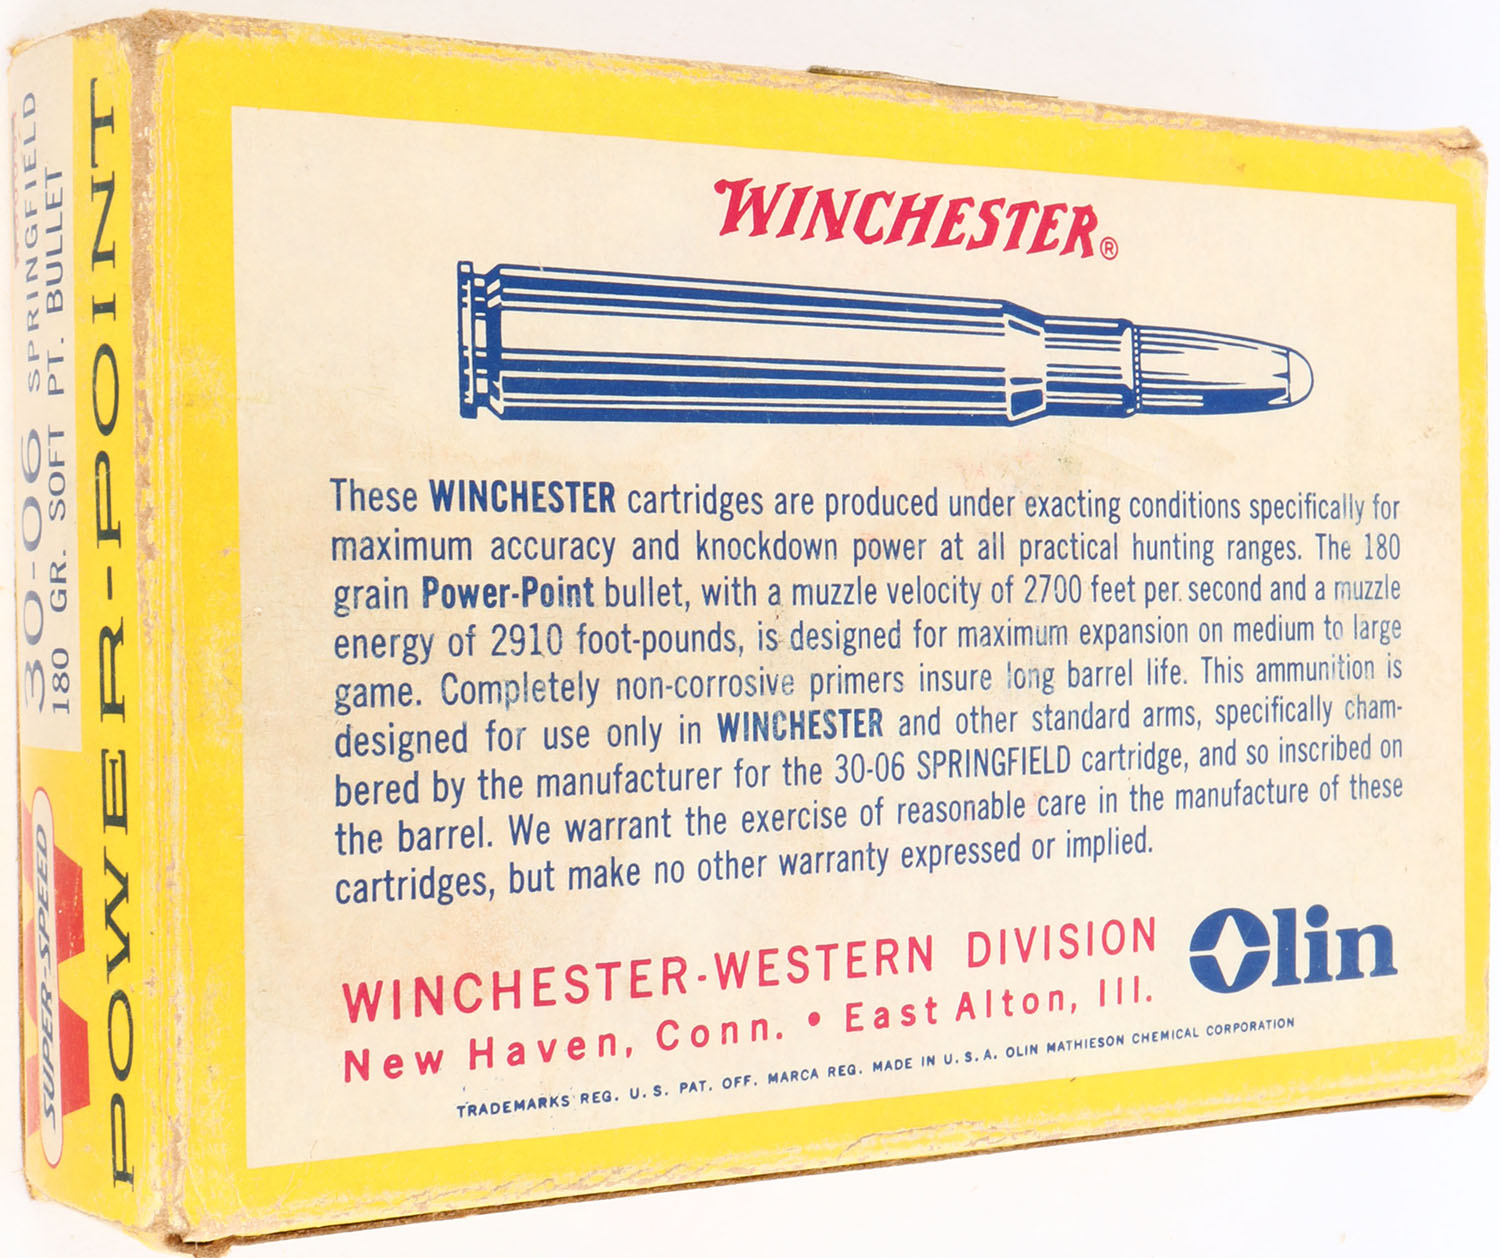 30-06 SPRINGFIELD
180 GR. SOFT PT. BULLET
POWER-POINT
SUPER-SPEED
WINCHESTER®
These WINCHESTER cartridges are produced under exacting conditions specifically for
maximum accuracy and knockdown power at all practical hunting ranges. The 180
grain Power-Point bullet, with a muzzle velocity of 2700 feet per second and a muzzle
energy of 2910 foot-pounds, is designed for maximum expansion on medium to large
game. Completely non-corrosive primers insure long barrel life. This ammunition is
designed for use only in WINCHESTER and other standard arms, specifically cham-
bered by the manufacturer for the 30-06 SPRINGFIELD cartridge, and so inscribed on
the barrel. We warrant the exercise of reasonable care in the manufacture of these
cartridges, but make no other warranty expressed or implied.
WINCHESTER-WESTERN DIVISION
New Haven, Conn. • East Alton, Ill.
Olin
TRADEMARKS REG. U. S. PAT. OFF. MARCA REG. MADE IN U. S. A. OLIN MATHIESON CHEMICAL CORPORATION